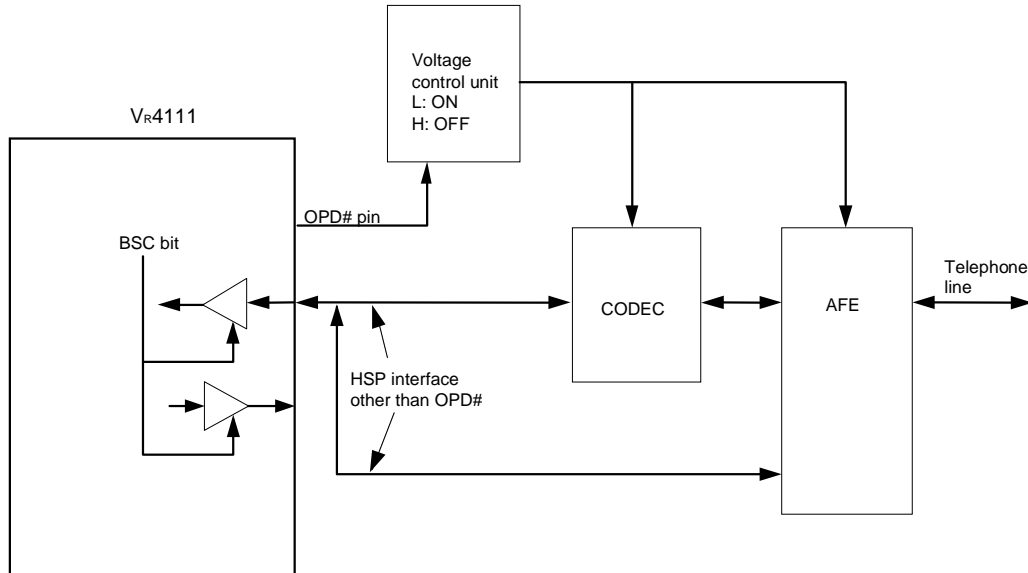 Voltage
control unit
L: ON
H: OFF
VR4111
OPD# pin
BSC bit
CODEC
AFE
Telephone
line
HSP interface
other than OPD#